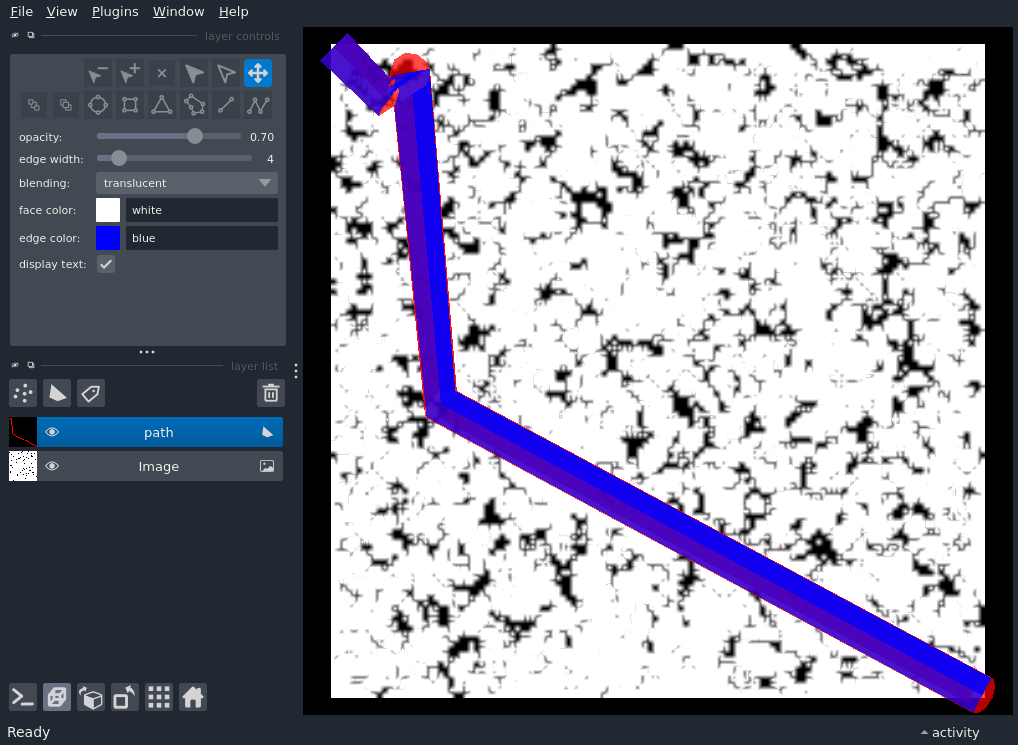 File View Plugins Window Help
layer controls
opacity: 0.70
edge width: 4
blending: translucent
face color: white
edge color: blue
display text:
layer list
path
Image
Ready
activity